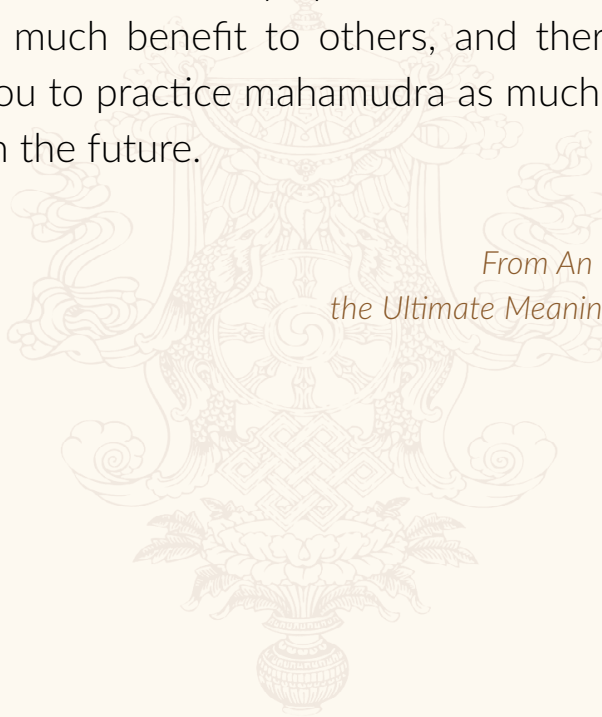 much benefit to others, and ther
ou to practice mahamudra as much
n the future.
From An
the Ultimate Meanin